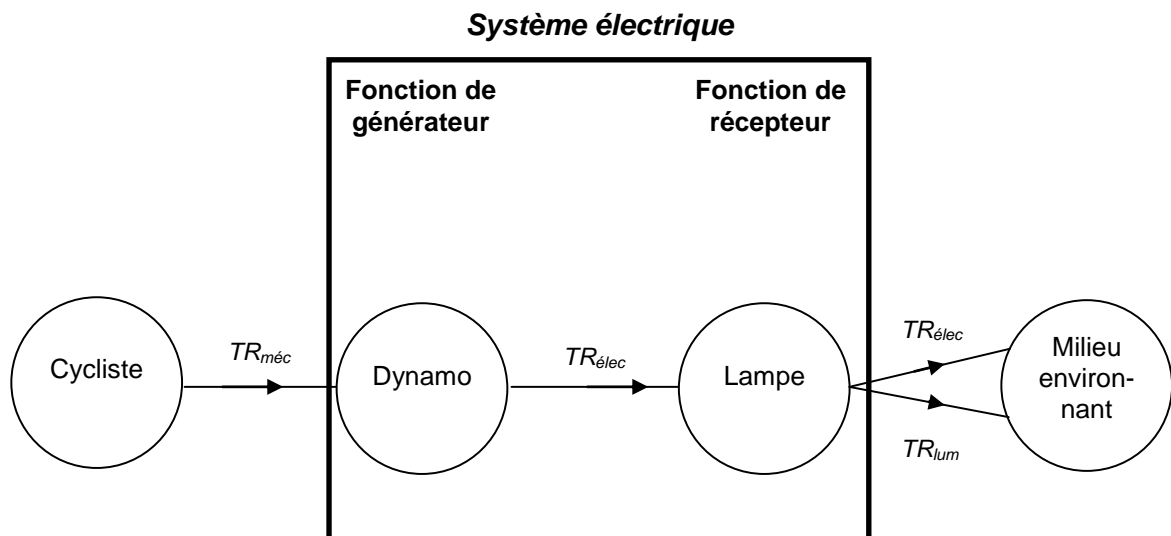 Système électrique
Fonction de
générateur
Fonction de
récepteur
Cycliste
TRméc
Dynamo
TRélec
Lampe
TRélec
TRlum
Milieu
environ-
nant